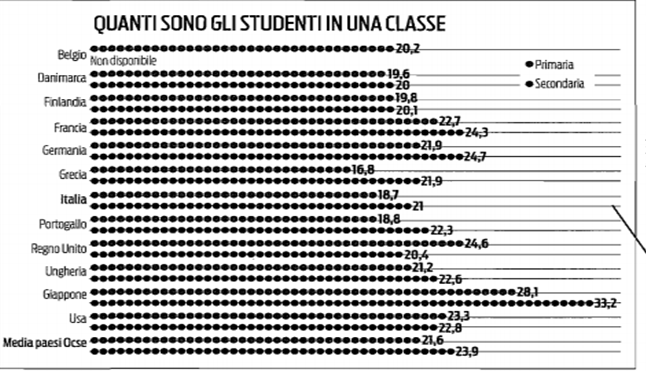 QUANTI SONO GLI STUDENTI IN UNA CLASSE
Belgio 20,2
Non disponibile
Primaria
Secondaria
Danimarca 19,6
20
Finlandia 19,8
20,1
Francia 22,7
24,3
Germania 21,9
24,7
Grecia 16,8
21,9
Italia 18,7
21
Portogallo 18,8
22,3
Regno Unito 24,6
20,4
Ungheria 21,2
22,6
Giappone 28,1
33,2
Usa 23,3
22,8
Media paesi Ocse 21,6
23,9